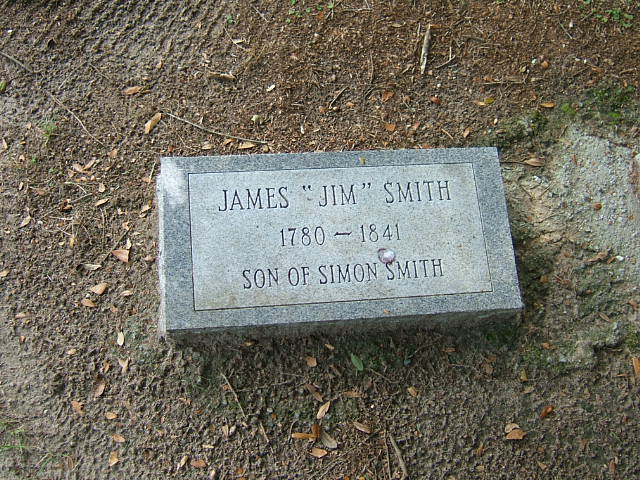 JAMES "JIM" SMITH
1780 - 1841
SON OF SIMON SMITH